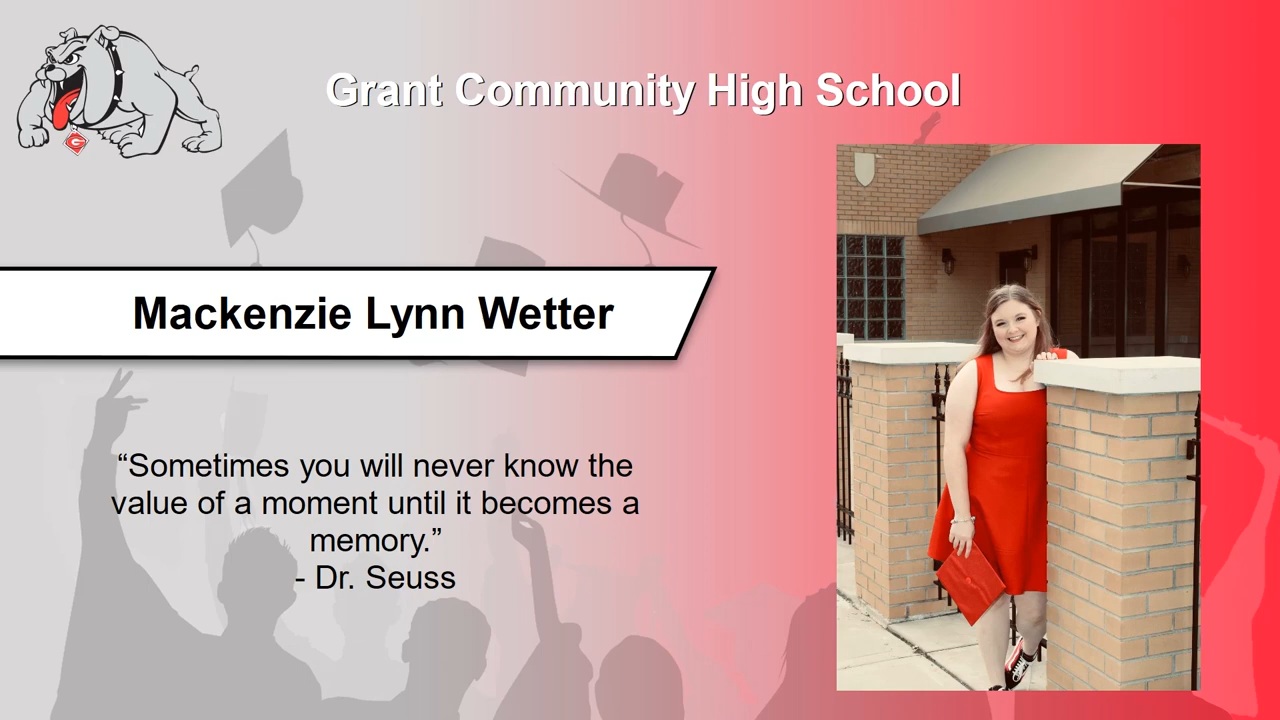 Grant Community High School
Mackenzie Lynn Wetter
“Sometimes you will never know the
value of a moment until it becomes a
memory.”
- Dr. Seuss
G